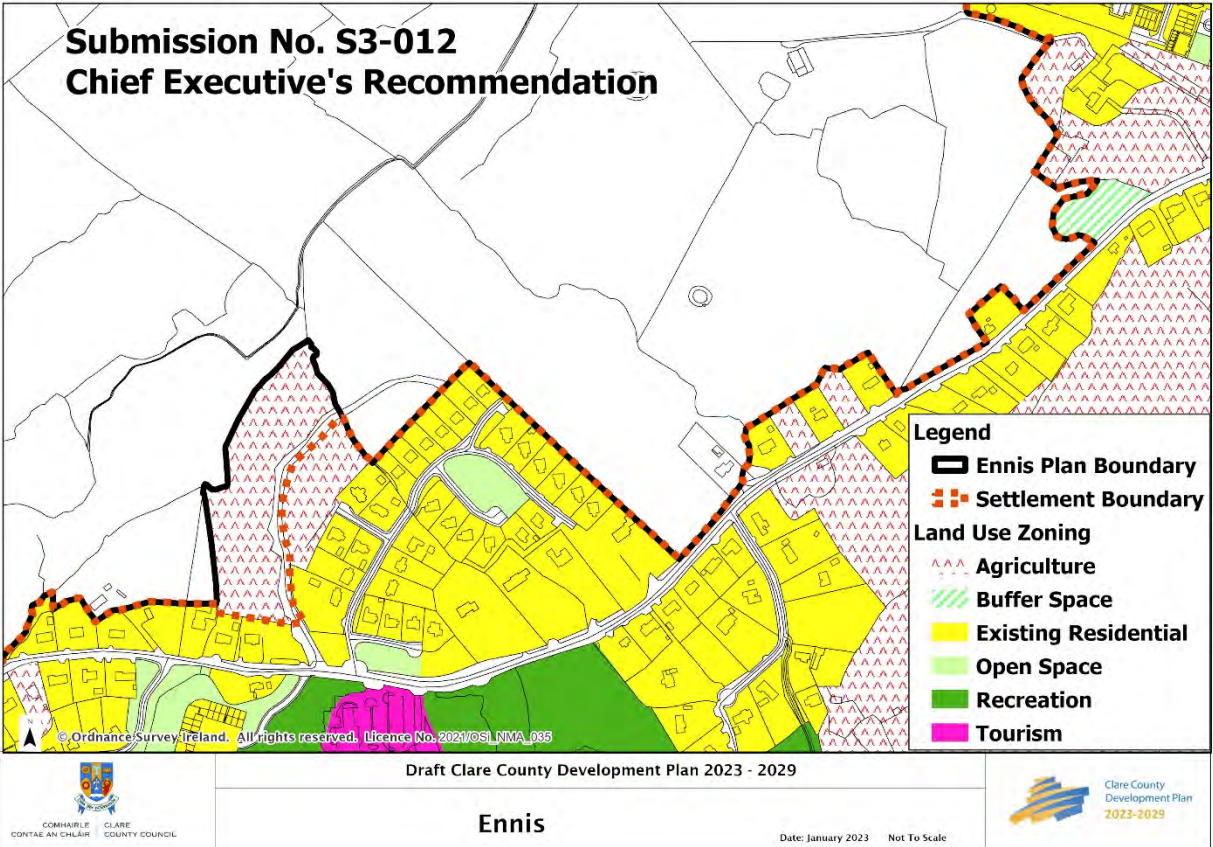 Submission No. S3-012
Chief Executive's Recommendation
Legend
Ennis Plan Boundary
Settlement Boundary
Land Use Zoning
Agriculture
Buffer Space
Existing Residential
Open Space
Recreation
Tourism
N
© Ordnance Survey Ireland. All rights reserved. Licence No. 2021/OSI_NMA_035
COMHAIRLE CLARE
CONTAE AN CHLÁIR COUNTY COUNCIL
Draft Clare County Development Plan 2023 - 2029
Ennis
Date: January 2023 Not To Scale
Clare County
Development Plan
2023-2029